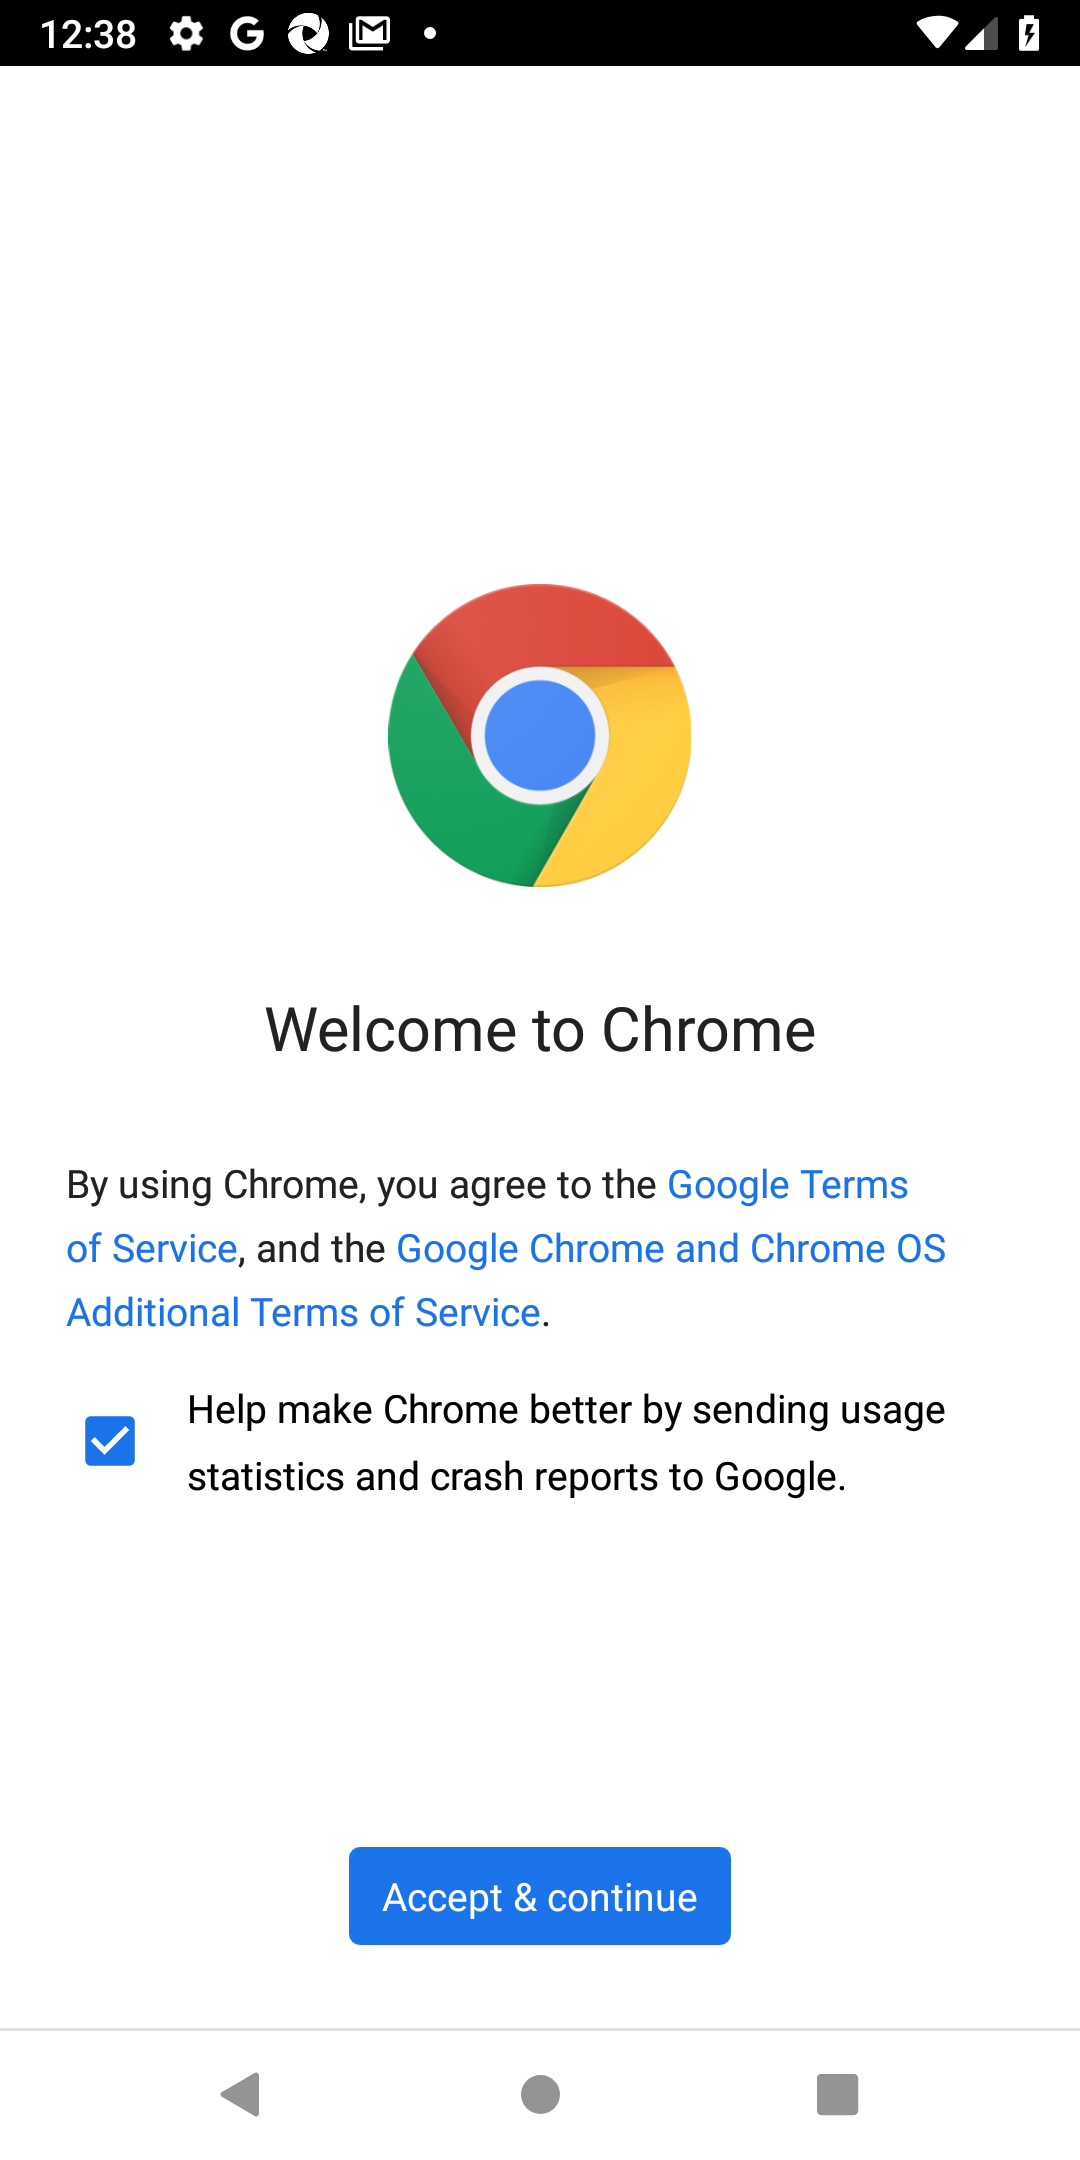 12:38
Welcome to Chrome
By using Chrome, you agree to the Google Terms
of Service, and the Google Chrome and Chrome OS
Additional Terms of Service.
Help make Chrome better by sending usage
statistics and crash reports to Google.
Accept & continue